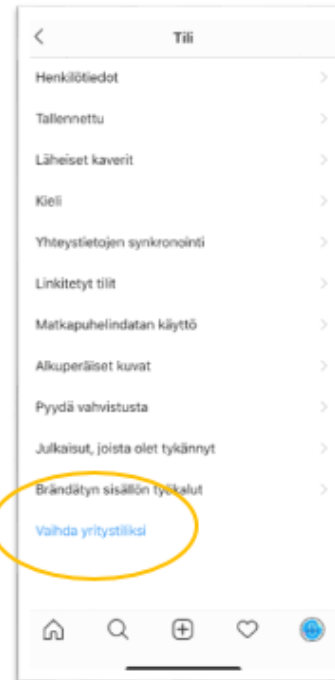 Tili
Henkilötiedot
Tallennettu
Läheiset kaverit
Kieli
Yhteystietojen synkronointi
Linkitetyt tilit
Matkapuhelindatan käyttö
Alkuperäiset kuvat
Pyydä vahvistusta
Julkaisut, joista olet tykännyt
Brändätyn sisällön työkalut
Vaihda yritystiliksi